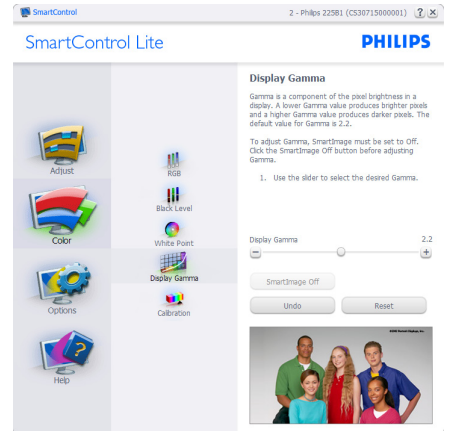 SmartControl
2 - Philips 225B1 (CS30715000001)
SmartControl Lite
PHILIPS
Adjust
Color
Options
Help
RGB
Black Level
White Point
Display Gamma
Calibration
Display Gamma
Gamma is a component of the pixel brightness in a
display. A lower Gamma value produces brighter pixels
and a higher Gamma value produces darker pixels. The
default value for Gamma is 2.2.
To adjust Gamma, SmartImage must be set to Off.
Click the SmartImage Off button before adjusting
Gamma.
1. Use the slider to select the desired Gamma.
Display Gamma 2.2
SmartImage Off
Undo Reset